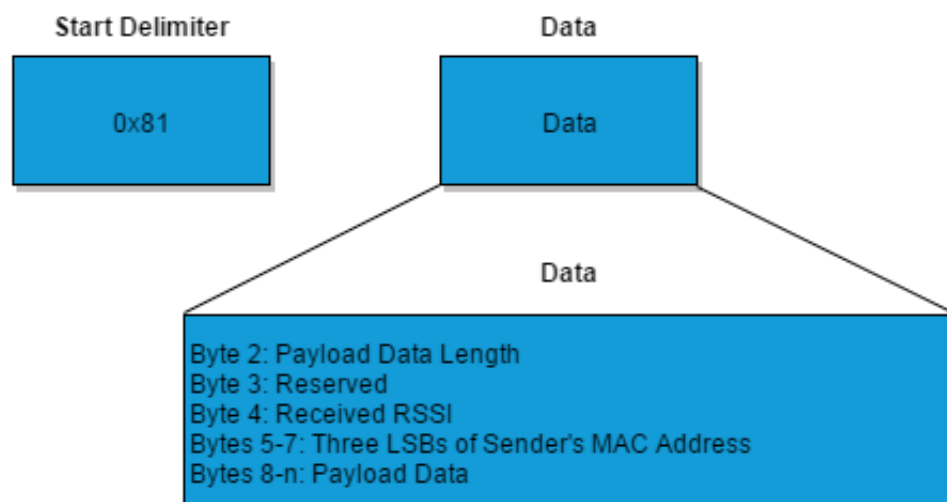 Start Delimiter
Data
0x81
Data
Data
Byte 2: Payload Data Length
Byte 3: Reserved
Byte 4: Received RSSI
Bytes 5-7: Three LSBs of Sender's MAC Address
Bytes 8-n: Payload Data